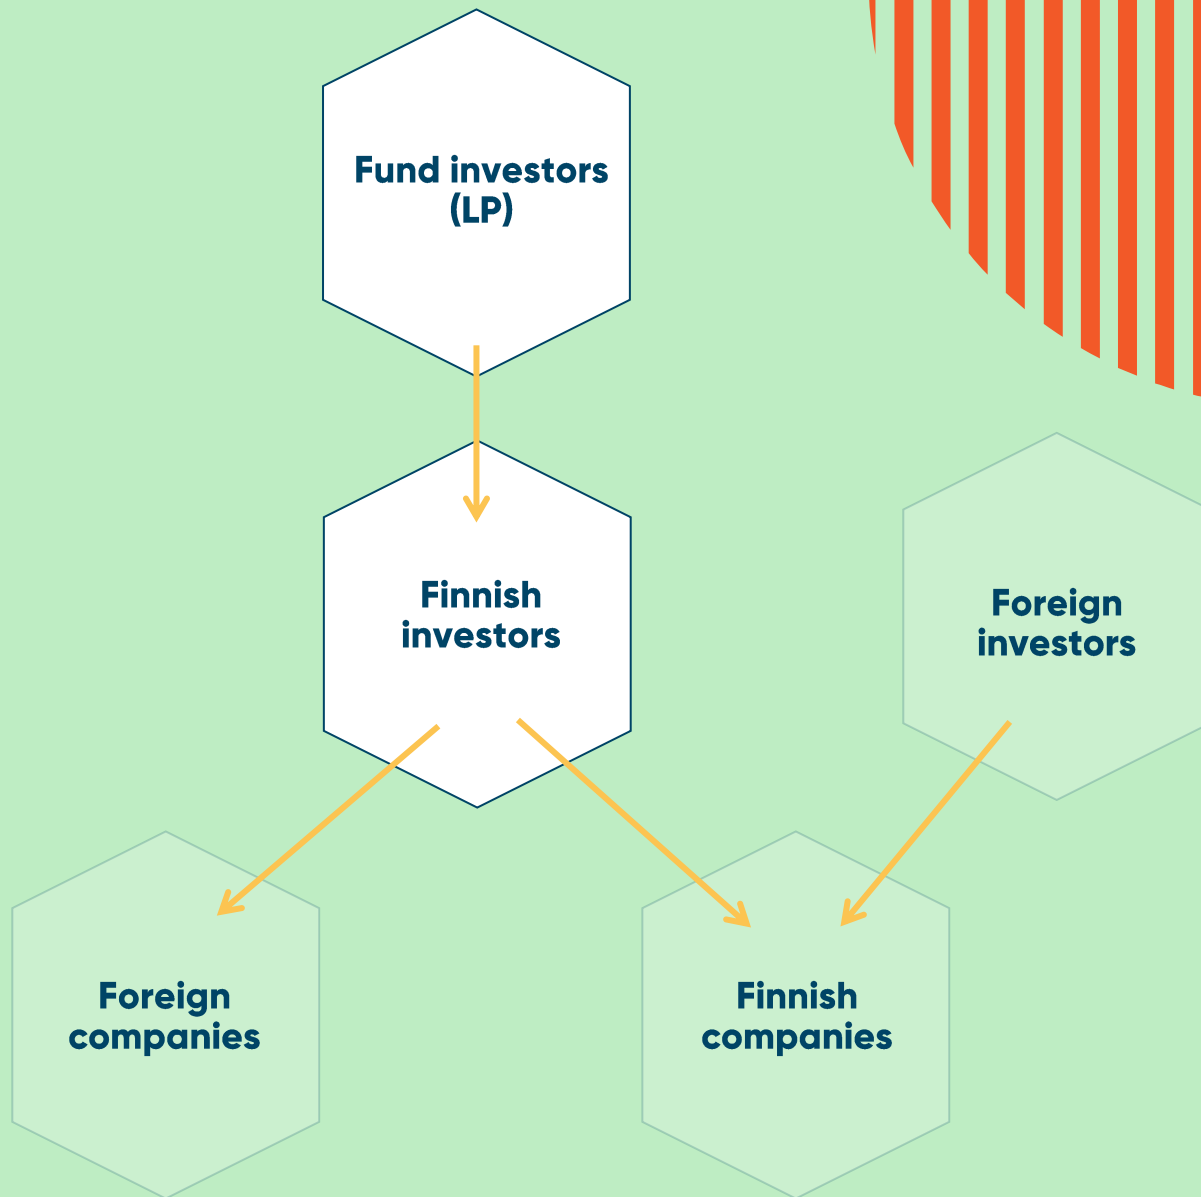 Fund investors
(LP)
Finnish
investors
Foreign
investors
Foreign
companies
Finnish
companies